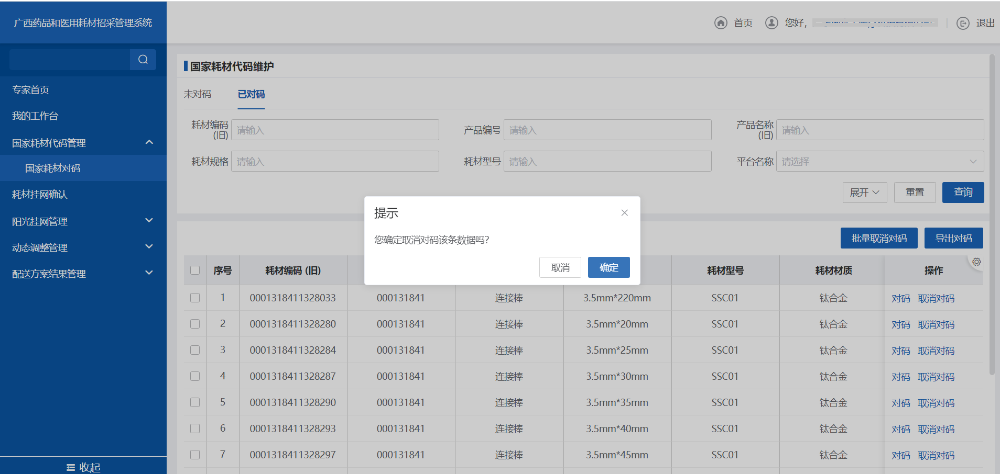 广西药品和医用耗材招采管理系统
首页 您好, 退出
专家首页
我的工作台
国家耗材代码管理
国家耗材对码
耗材挂网确认
阳光挂网管理
动态调整管理
配送方案结果管理
收起
国家耗材代码维护
未对码 已对码
耗材编码(旧) 请输入 产品编号 请输入 产品名称(旧) 请输入
耗材规格 请输入 耗材型号 请输入 平台名称 请选择
展开 重置 查询
批量取消对码 导出对码
提示
您确定取消对码该条数据吗?
取消 确定
序号 耗材编码 (旧) 耗材型号 耗材材质 操作
1 0001318411328033 000131841 连接棒 3.5mm*220mm SSC01 钛合金 对码 取消对码
2 0001318411328280 000131841 连接棒 3.5mm*20mm SSC01 钛合金 对码 取消对码
3 0001318411328284 000131841 连接棒 3.5mm*25mm SSC01 钛合金 对码 取消对码
4 0001318411328287 000131841 连接棒 3.5mm*30mm SSC01 钛合金 对码 取消对码
5 0001318411328290 000131841 连接棒 3.5mm*35mm SSC01 钛合金 对码 取消对码
6 0001318411328293 000131841 连接棒 3.5mm*40mm SSC01 钛合金 对码 取消对码
7 0001318411328297 000131841 连接棒 3.5mm*45mm SSC01 钛合金 对码 取消对码